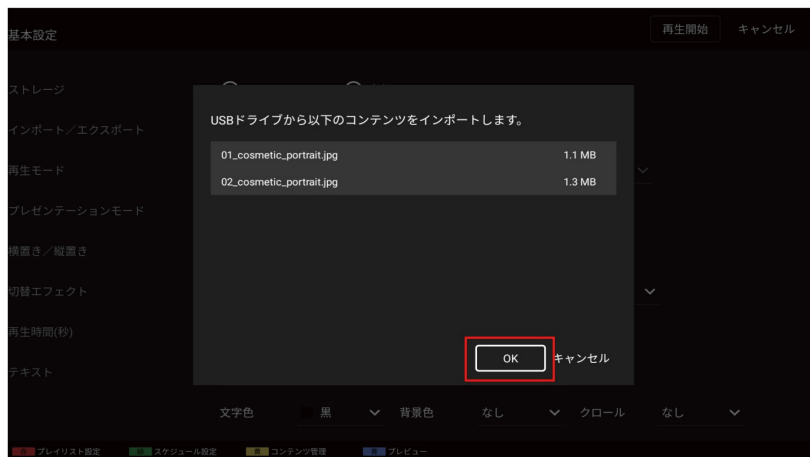 基本設定
再生開始 キャンセル
ストレージ
インポート／エクスポート
再生モード
プレゼンテーションモード
横置き／縦置き
切替エフェクト
再生時間(秒)
テキスト
USBドライブから以下のコンテンツをインポートします。
01_cosmetic_portrait.jpg 1.1 MB
02_cosmetic_portrait.jpg 1.3 MB
OK キャンセル
文字色 黒 背景色 なし クロール なし
プレイリスト設定 スケジュール設定 コンテンツ管理 プレビュー